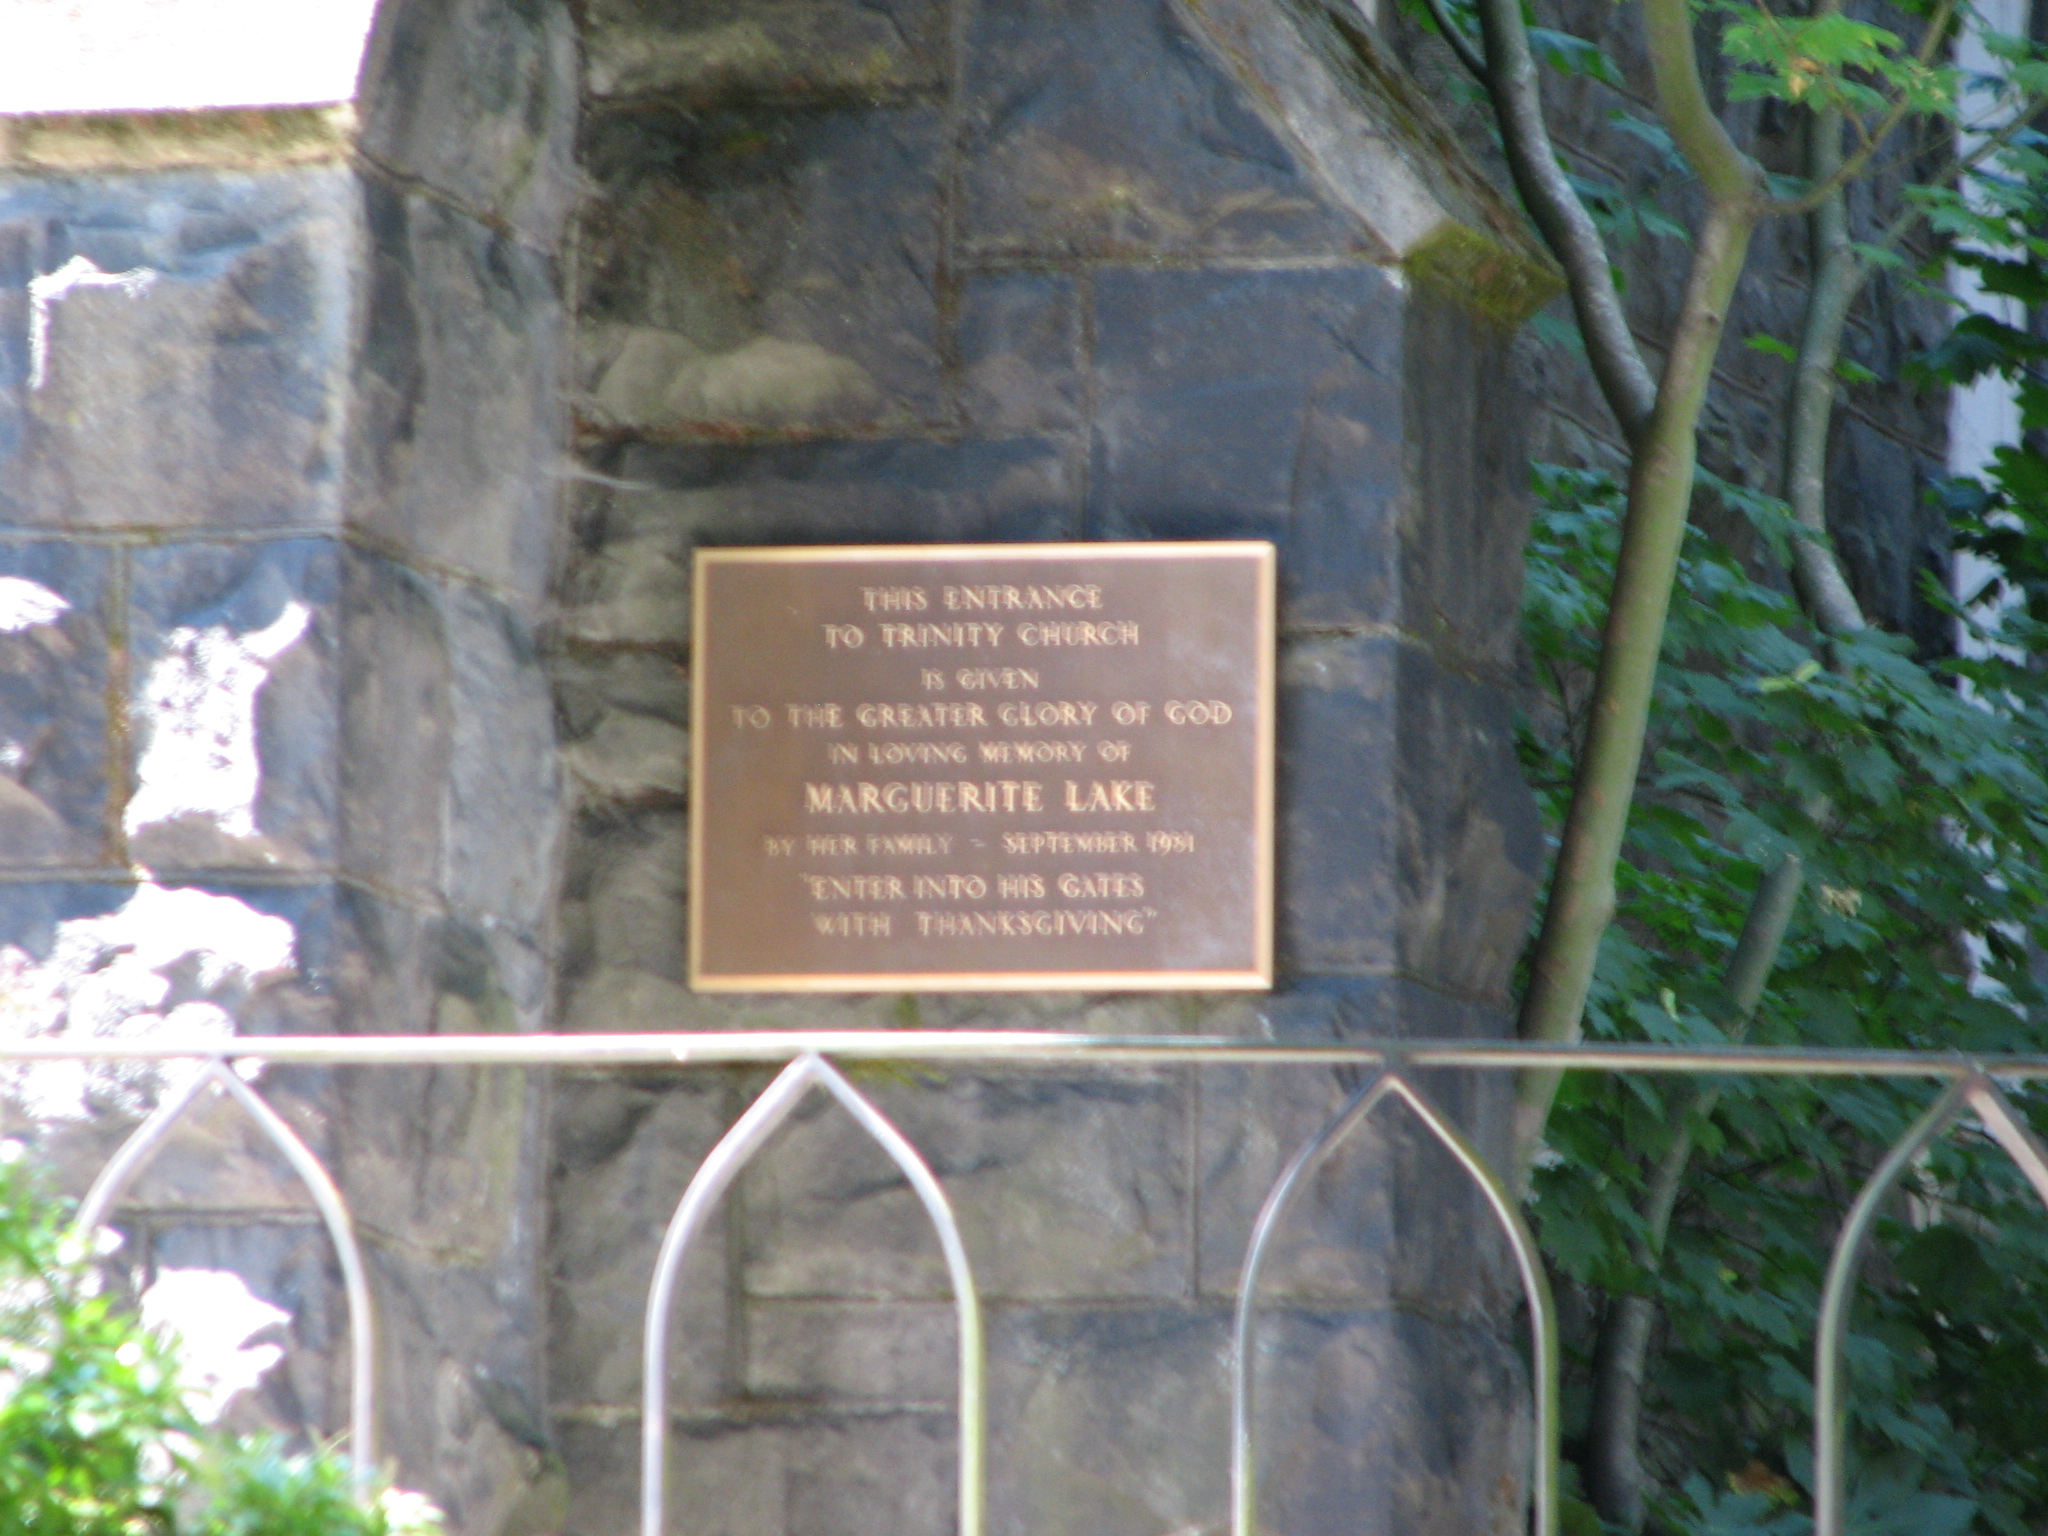 THIS ENTRANCE
TO TRINITY CHURCH
IS GIVEN
TO THE GREATER GLORY OF GOD
IN LOVING MEMORY OF
MARGUERITE LAKE
BY HER FAMILY - SEPTEMBER 1981
"ENTER INTO HIS GATES
WITH THANKSGIVING"